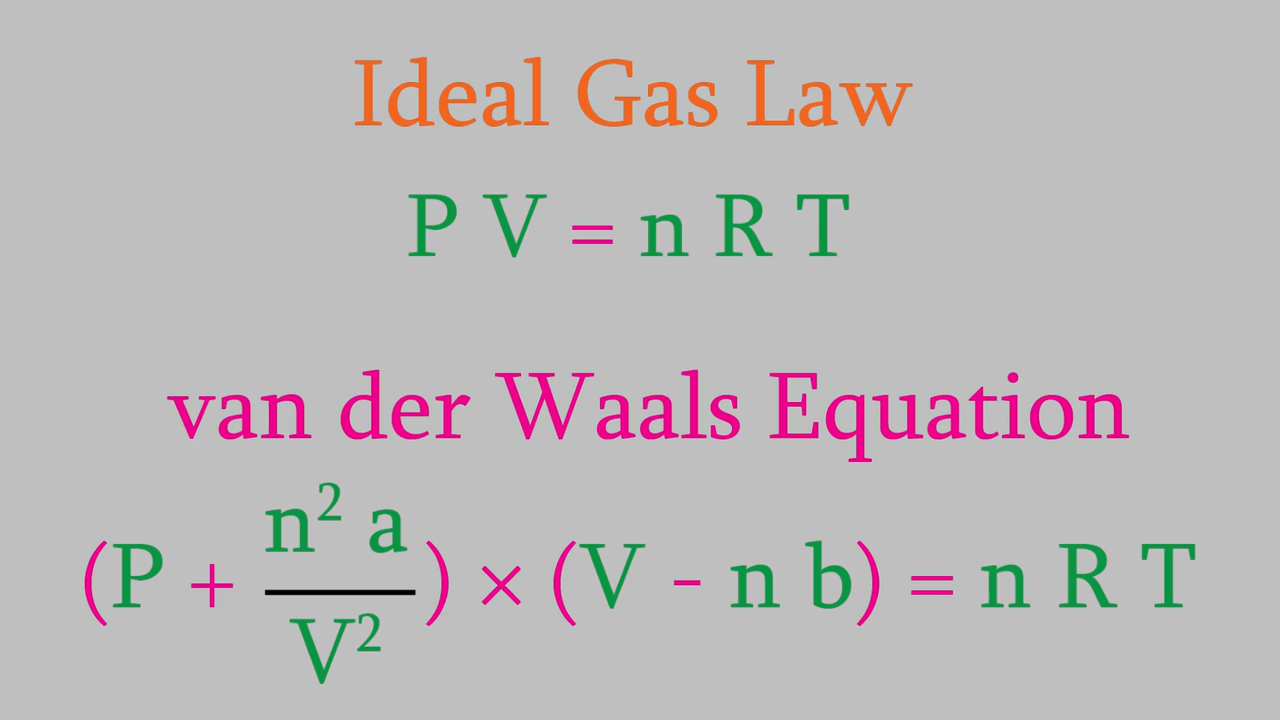 Ideal Gas Law
P V = n R T
van der Waals Equation
(P + n² a / V²) × (V - n b) = n R T